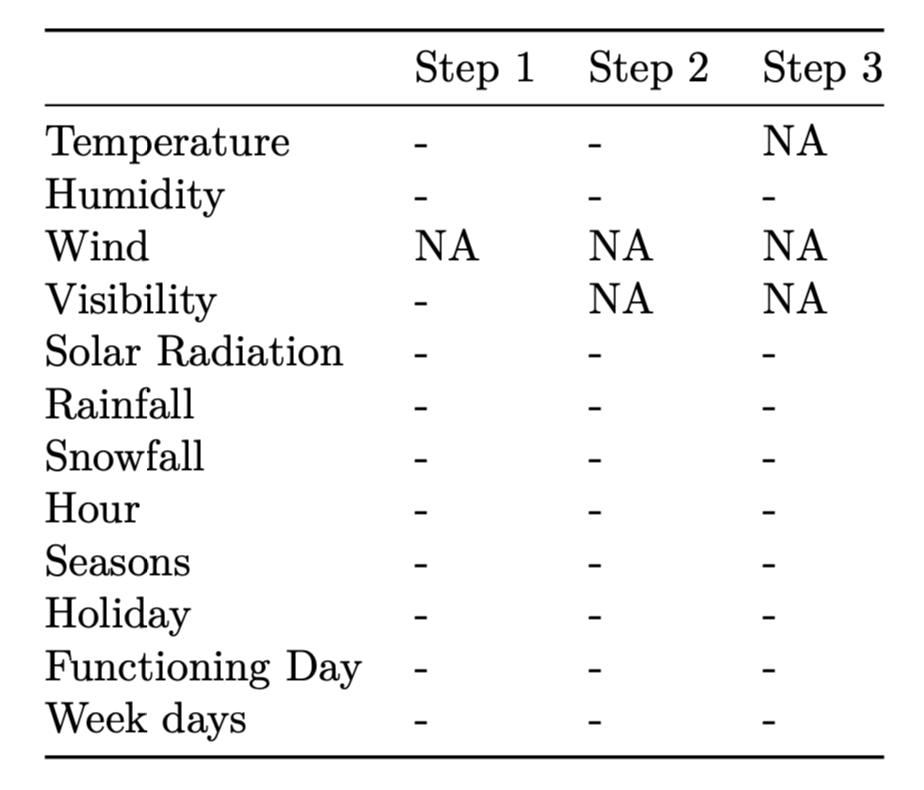 Step 1 Step 2 Step 3
Temperature - - NA
Humidity - - -
Wind NA NA NA
Visibility - NA NA
Solar Radiation - - -
Rainfall - - -
Snowfall - - -
Hour - - -
Seasons - - -
Holiday - - -
Functioning Day - - -
Week days - - -